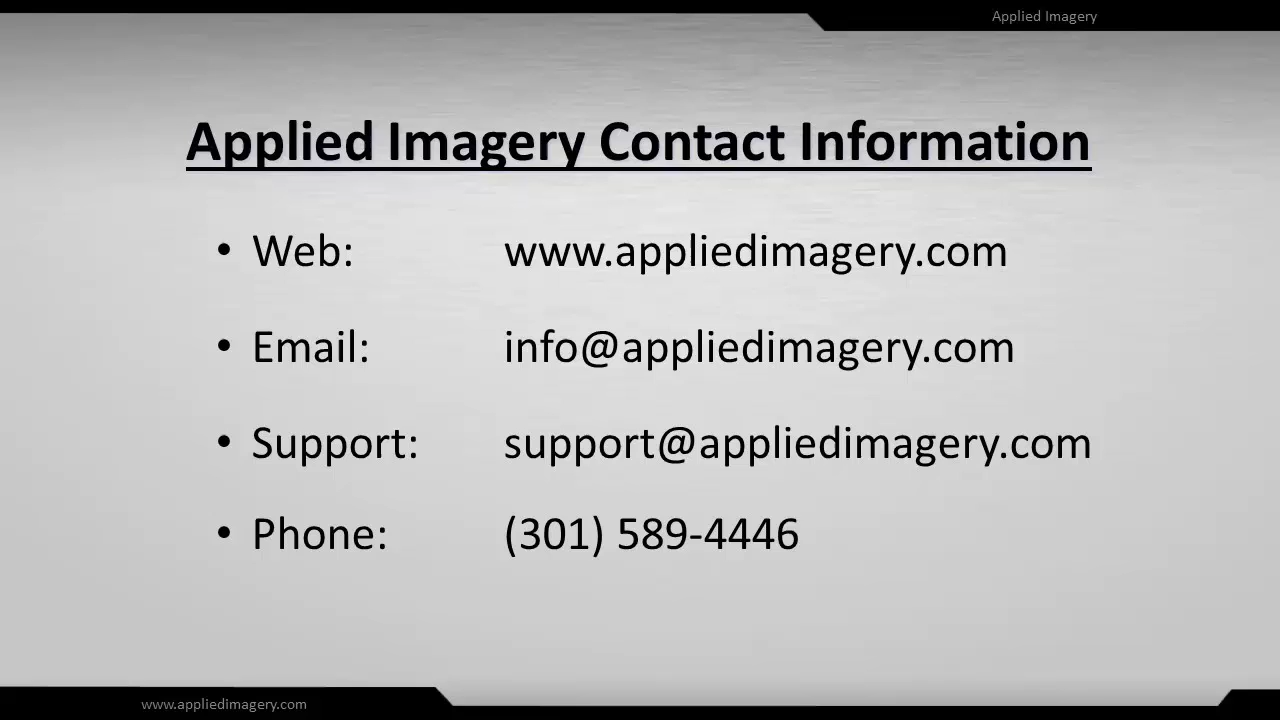 Applied Imagery
Applied Imagery Contact Information
• Web: www.appliedimagery.com
• Email: info@appliedimagery.com
• Support: support@appliedimagery.com
• Phone: (301) 589-4446
www.appliedimagery.com